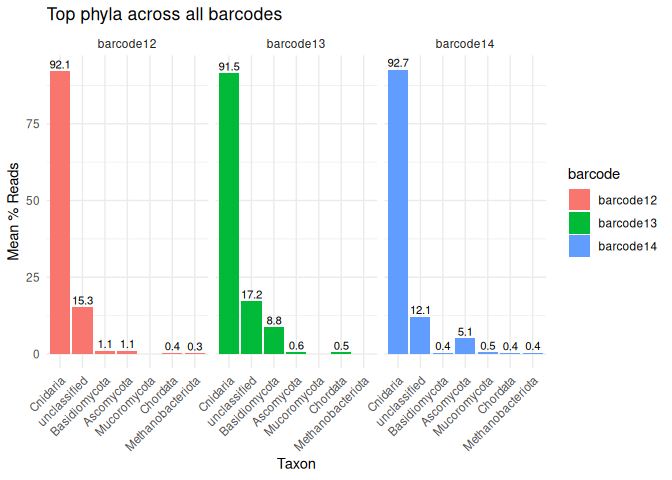 Top phyla across all barcodes
barcode12
barcode13
barcode14
92.1
15.3
1.1
1.1
0.4
0.3
91.5
17.2
8.8
0.6
0.5
92.7
12.1
0.4
5.1
0.5
0.4
0.4
Mean % Reads
75
50
25
0
Cnidaria
unclassified
Basidiomycota
Ascomycota
Mucoromycota
Chordata
Methanobacteriota
Cnidaria
unclassified
Basidiomycota
Ascomycota
Mucoromycota
Chordata
Methanobacteriota
Cnidaria
unclassified
Basidiomycota
Ascomycota
Mucoromycota
Chordata
Methanobacteriota
Taxon
barcode
barcode12
barcode13
barcode14